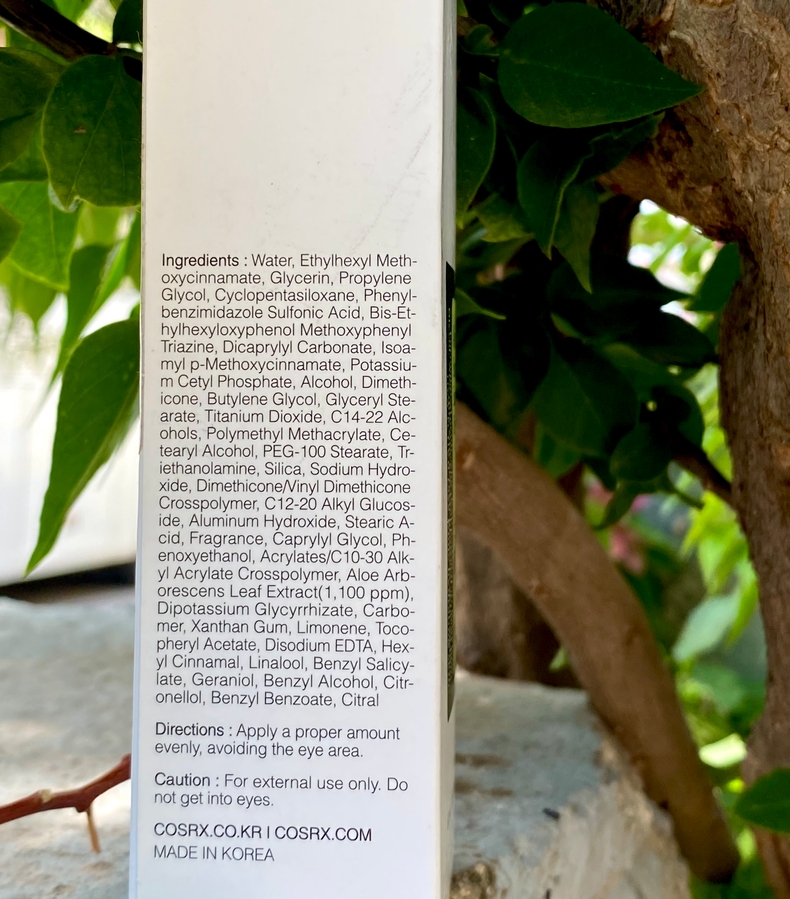 Ingredients : Water, Ethylhexyl Meth-
oxycinnamate, Glycerin, Propylene
Glycol, Cyclopentasiloxane, Phenyl-
benzimidazole Sulfonic Acid, Bis-Et-
hylhexyloxyphenol Methoxyphenyl
Triazine, Dicaprylyl Carbonate, Isoa-
myl p-Methoxycinnamate, Potassiu-
m Cetyl Phosphate, Alcohol, Dimeth-
icone, Butylene Glycol, Glyceryl Ste-
arate, Titanium Dioxide, C14-22 Alc-
ohols, Polymethyl Methacrylate, Ce-
tearyl Alcohol, PEG-100 Stearate, Tr-
iethanolamine, Silica, Sodium Hydro-
xide, Dimethicone/Vinyl Dimethicone
Crosspolymer, C12-20 Alkyl Glucos-
ide, Aluminum Hydroxide, Stearic A-
cid, Fragrance, Caprylyl Glycol, Ph-
enoxyethanol, Acrylates/C10-30 Alk-
yl Acrylate Crosspolymer, Aloe Arb-
orescens Leaf Extract(1,100 ppm),
Dipotassium Glycyrrhizate, Carbo-
mer, Xanthan Gum, Limonene, Toco-
pheryl Acetate, Disodium EDTA, Hex-
yl Cinnamal, Linalool, Benzyl Salicy-
late, Geraniol, Benzyl Alcohol, Citr-
onellol, Benzyl Benzoate, Citral
Directions : Apply a proper amount
evenly, avoiding the eye area.
Caution : For external use only. Do
not get into eyes.
COSRX.CO.KR I COSRX.COM
MADE IN KOREA